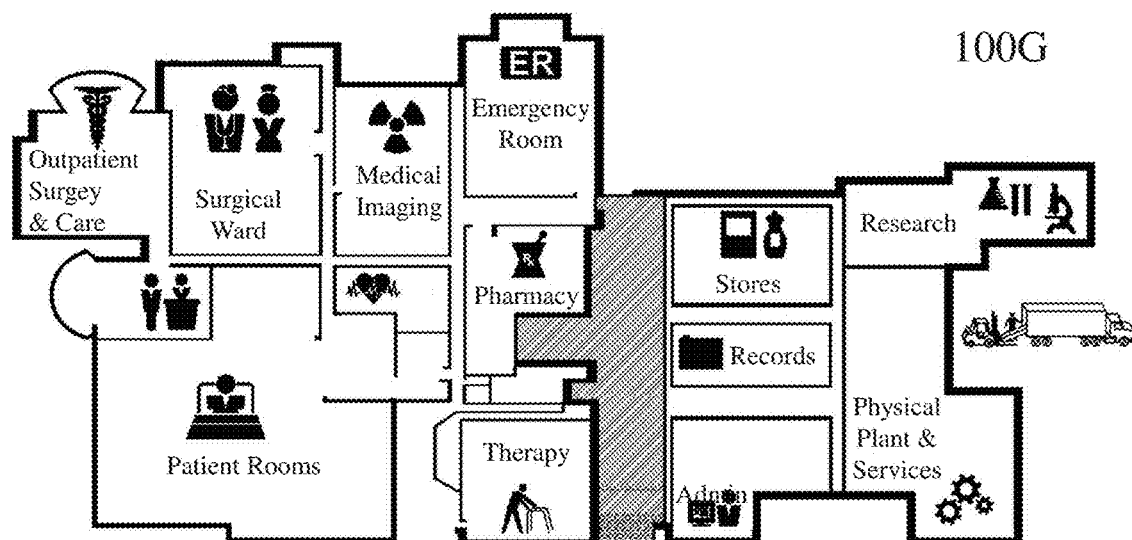 100G
ER
Emergency
Room
Outpatient
Surgey
& Care
Surgical
Ward
Medical
Imaging
Research
Pharmacy
Stores
Records
Physical
Plant &
Services
Patient Rooms
Therapy
Admin